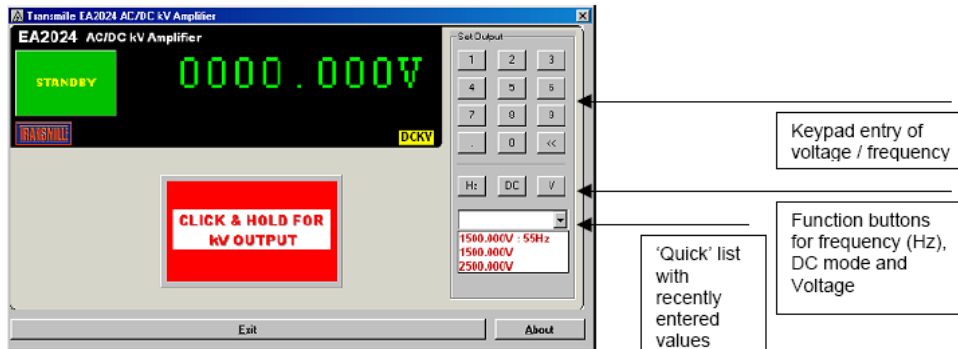 Transmille EA2024 AC/DC kV Amplifier
EA2024 AC/DC kV Amplifier
STANDBY
0000.000V
TRANSMILLE
DCKV
CLICK & HOLD FOR
kV OUTPUT
Set Output
1 2 3
4 5 6
7 8 9
. 0 <<
Hz DC V
1500.000V : 55Hz
1500.000V
2500.000V
Exit
About
Keypad entry of
voltage / frequency
Function buttons
for frequency (Hz),
DC mode and
Voltage
‘Quick’ list
with
recently
entered
values